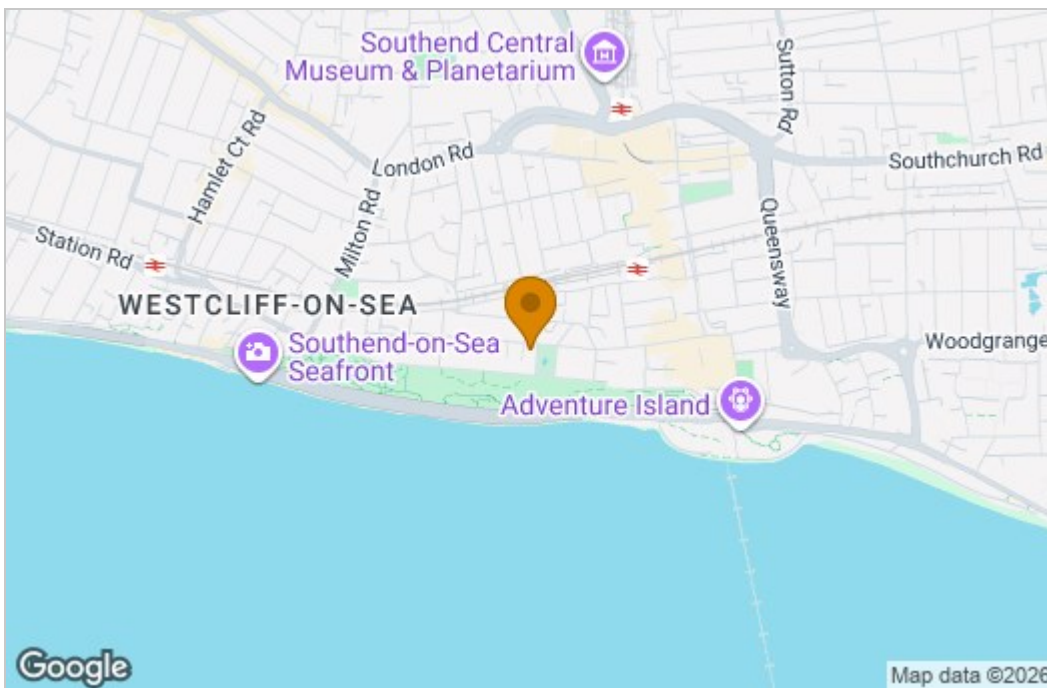 Southend Central
Museum & Planetarium
Sutton Rd
Hamlet Ct Rd
London Rd
Southchurch Rd
Milton Rd
Queensway
Station Rd
WESTCLIFF-ON-SEA
Southend-on-Sea
Seafront
Woodgrange
Adventure Island
Google
Map data ©2026